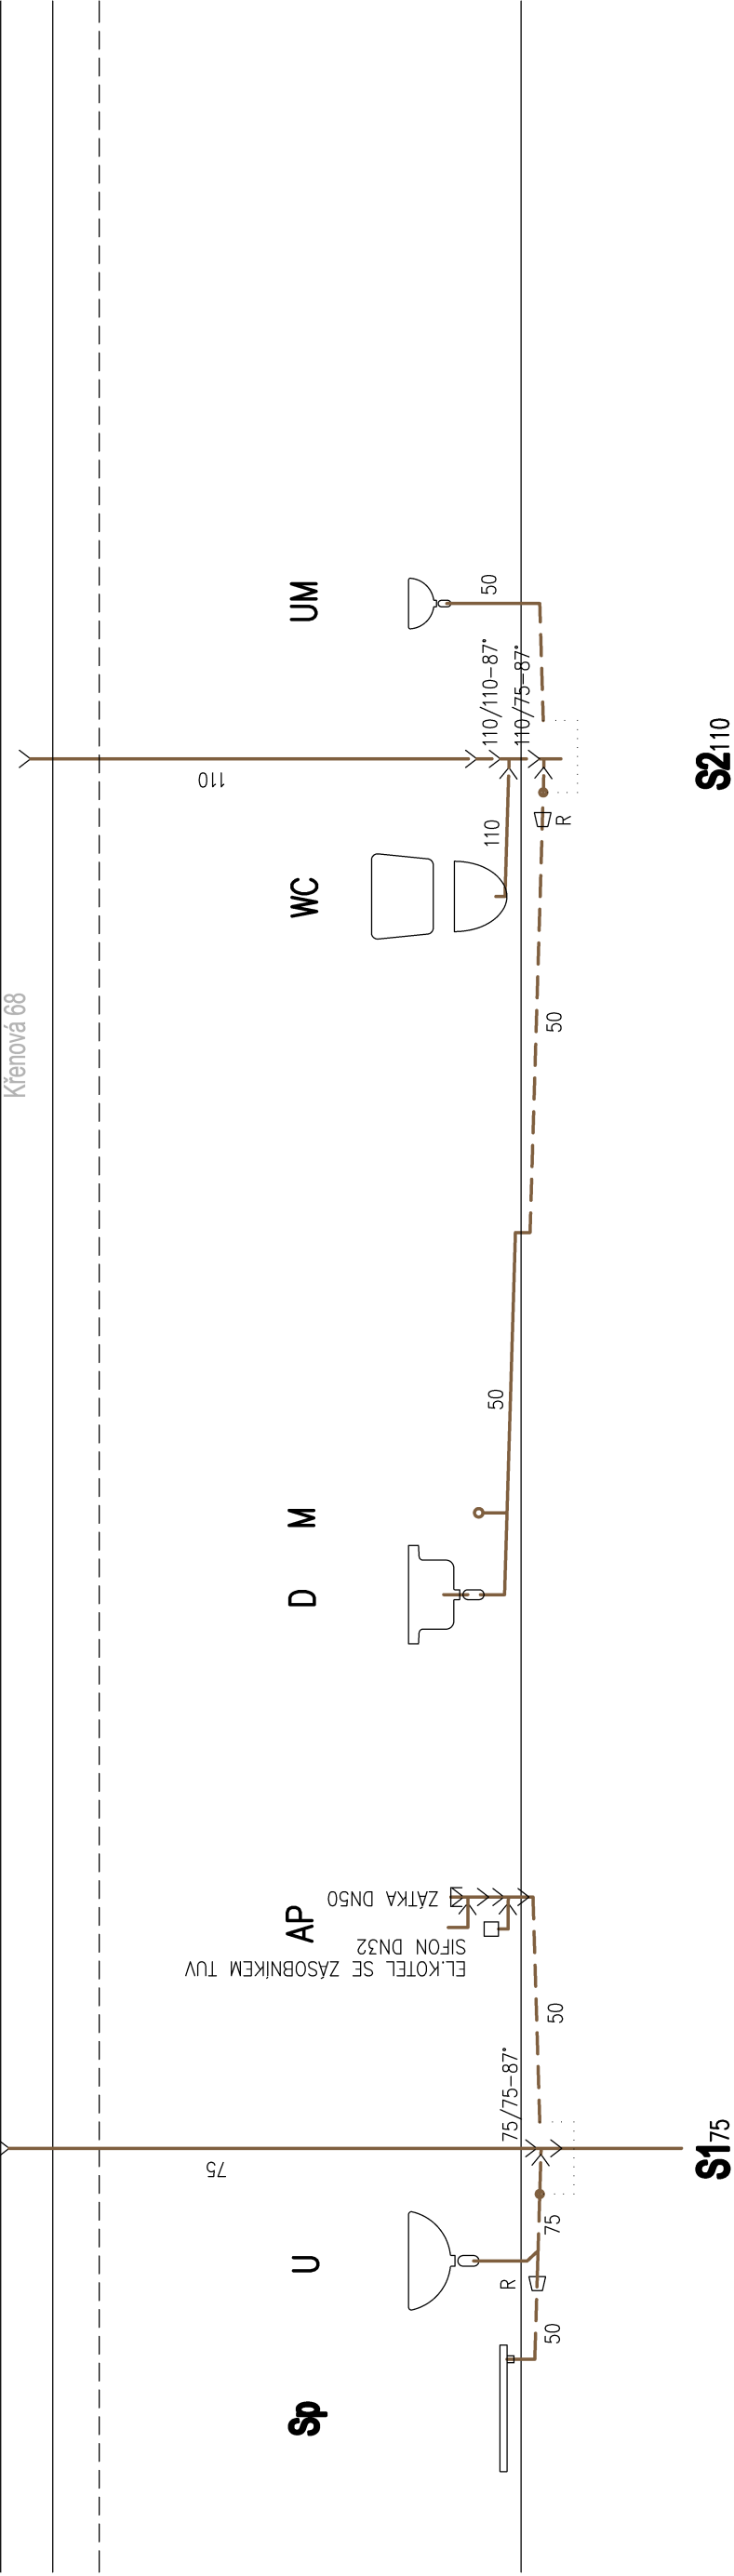 Křenová 68
Sp
U
AP
D
M
WC
UM
75
110
ZÁTKA DN50
EL.KOTEL SE ZÁSOBNÍKEM TUV
SIFON DN32
R
50
75
75/75-87°
50
50
50
110
R
110/110-87°
110/75-87°
50
S175
S2110